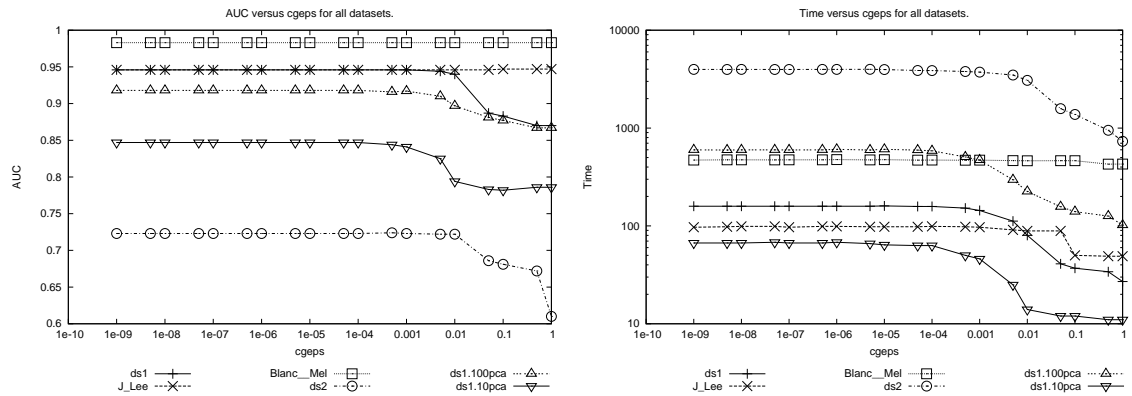 AUC versus cgeps for all datasets.
1
0.95
0.9
0.85
0.8
0.75
0.7
0.65
0.6
AUC
1e-10 1e-09 1e-08 1e-07 1e-06 1e-05 1e-04 0.001 0.01 0.1 1
cgeps
ds1 Blanc__Mel ds1.100pca
J_Lee ds2 ds1.10pca
Time versus cgeps for all datasets.
10000
1000
100
10
Time
1e-10 1e-09 1e-08 1e-07 1e-06 1e-05 1e-04 0.001 0.01 0.1 1
cgeps
ds1 Blanc__Mel ds1.100pca
J_Lee ds2 ds1.10pca